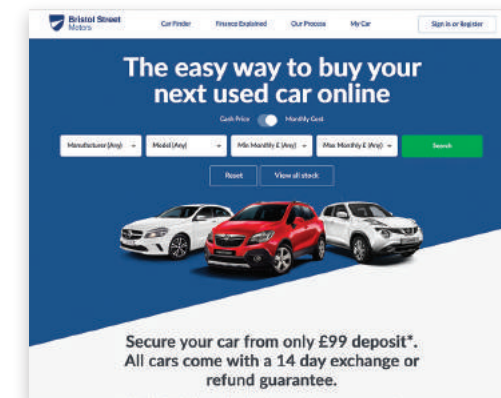 Bristol Street
Motors
Car Finder
Finance Explained
Our Process
My Car
Sign in or Register
The easy way to buy your
next used car online
Cash Price
Monthly Cost
Manufacturer (Any)
Model (Any)
Min Monthly £ (Any)
Max Monthly £ (Any)
Search
Reset
View all stock
Secure your car from only £99 deposit*.
All cars come with a 14 day exchange or
refund guarantee.